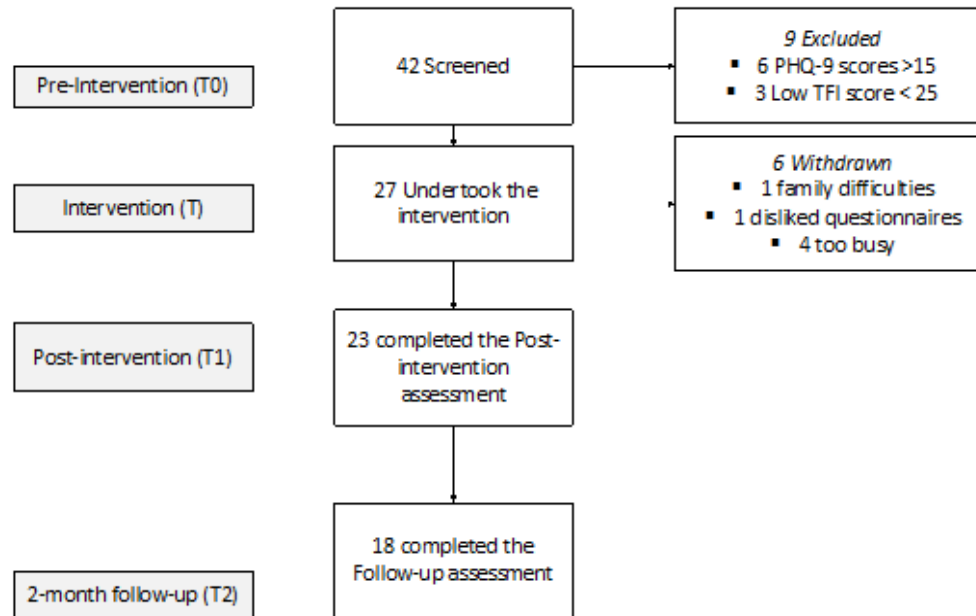 42 Screened
9 Excluded
▪ 6 PHQ-9 scores >15
▪ 3 Low TFI score < 25
Pre-Intervention (T0)
27 Undertook the
intervention
6 Withdrawn
▪ 1 family difficulties
▪ 1 disliked questionnaires
▪ 4 too busy
Intervention (T)
23 completed the Post-
intervention
assessment
Post-intervention (T1)
18 completed the
Follow-up assessment
2-month follow-up (T2)